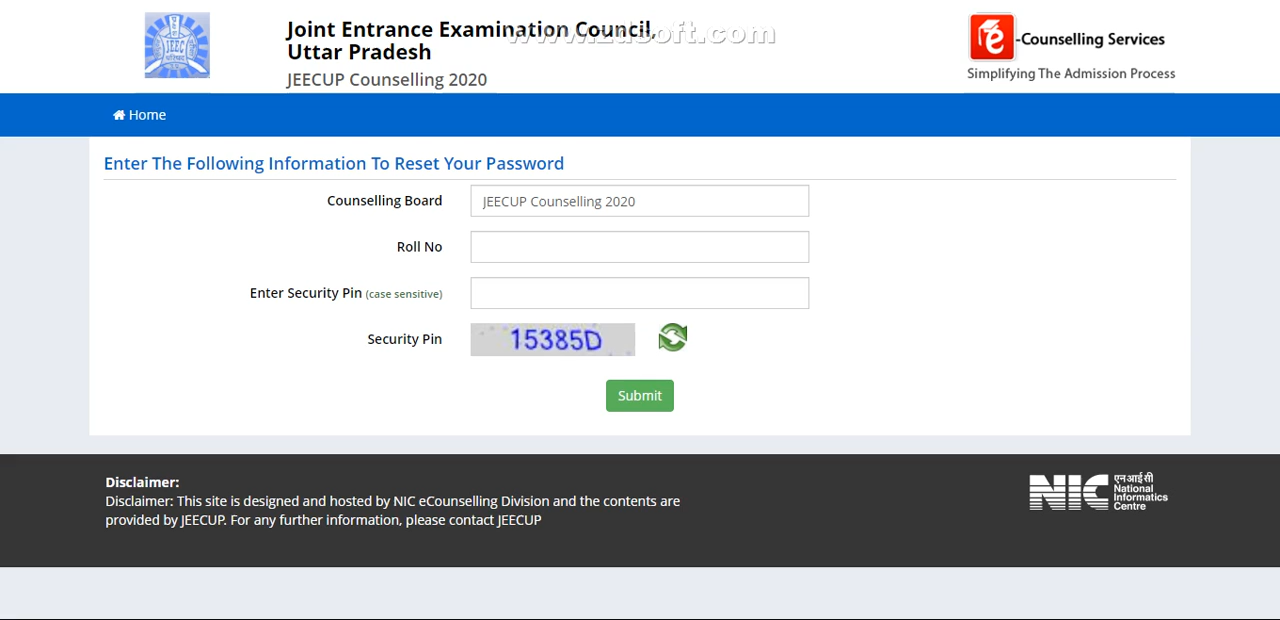 Joint Entrance Examination Council,
Uttar Pradesh
JEECUP Counselling 2020
JEEC
e-Counselling Services
Simplifying The Admission Process
Home
Enter The Following Information To Reset Your Password
Counselling Board JEECUP Counselling 2020
Roll No
Enter Security Pin (case sensitive)
Security Pin 15385D
Submit
Disclaimer:
Disclaimer: This site is designed and hosted by NIC eCounselling Division and the contents are
provided by JEECUP. For any further information, please contact JEECUP
NIC एन आई सी
National
Informatics
Centre